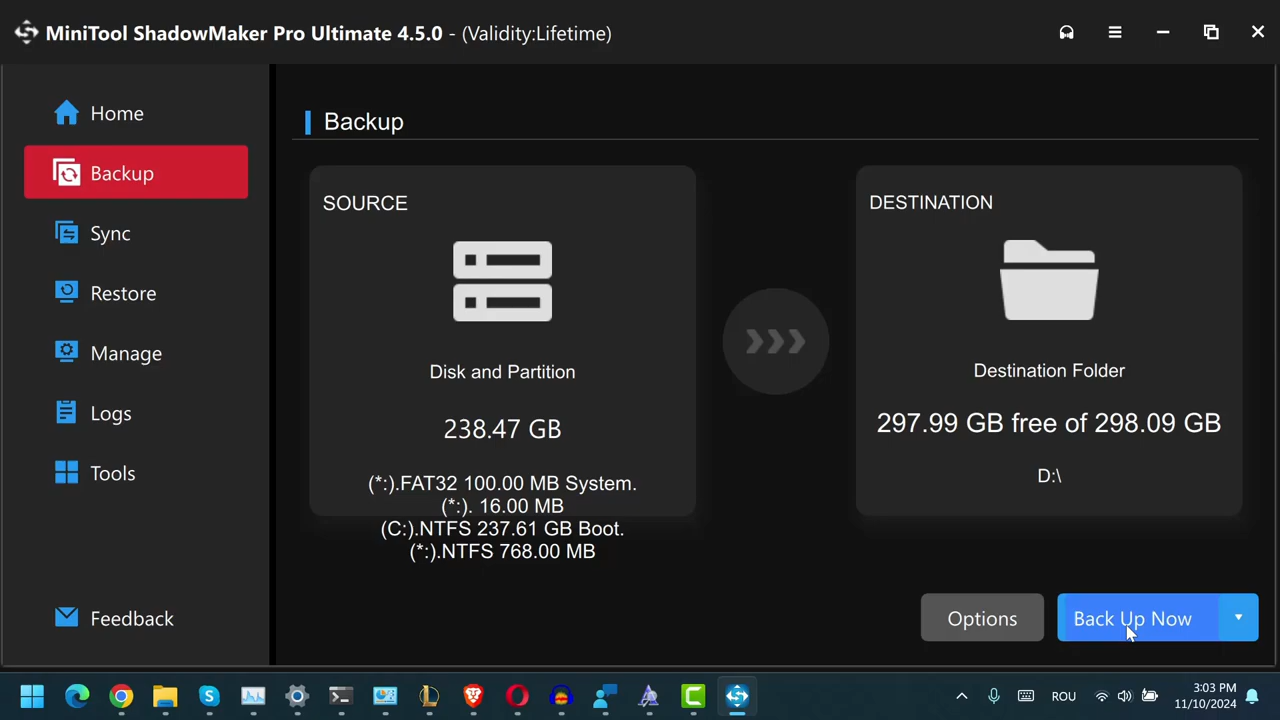 MiniTool ShadowMaker Pro Ultimate 4.5.0 - (Validity:Lifetime)
Home
Backup
Sync
Restore
Manage
Logs
Tools
Feedback
Backup
SOURCE
Disk and Partition
238.47 GB
(*:).FAT32 100.00 MB System.
(*:). 16.00 MB
(C:).NTFS 237.61 GB Boot.
(*:).NTFS 768.00 MB
DESTINATION
Destination Folder
297.99 GB free of 298.09 GB
D:\
Options
Back Up Now
ROU
3:03 PM
11/10/2024